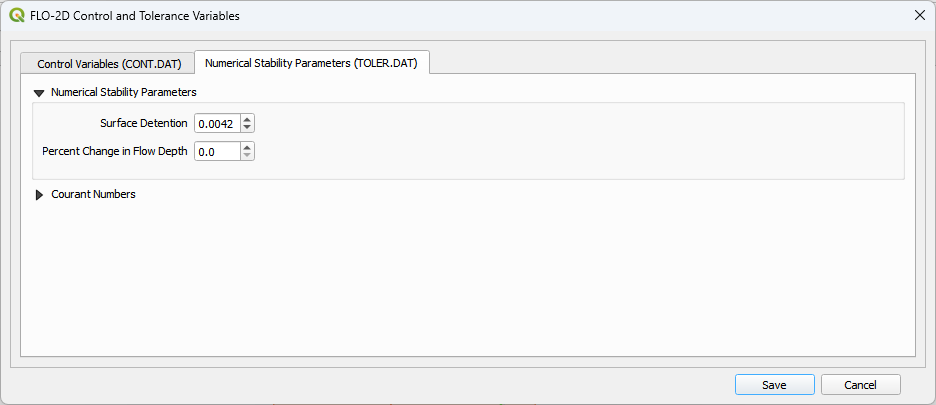 FLO-2D Control and Tolerance Variables
Control Variables (CONT.DAT) Numerical Stability Parameters (TOLER.DAT)
Numerical Stability Parameters
Surface Detention 0.0042
Percent Change in Flow Depth 0.0
Courant Numbers
Save Cancel